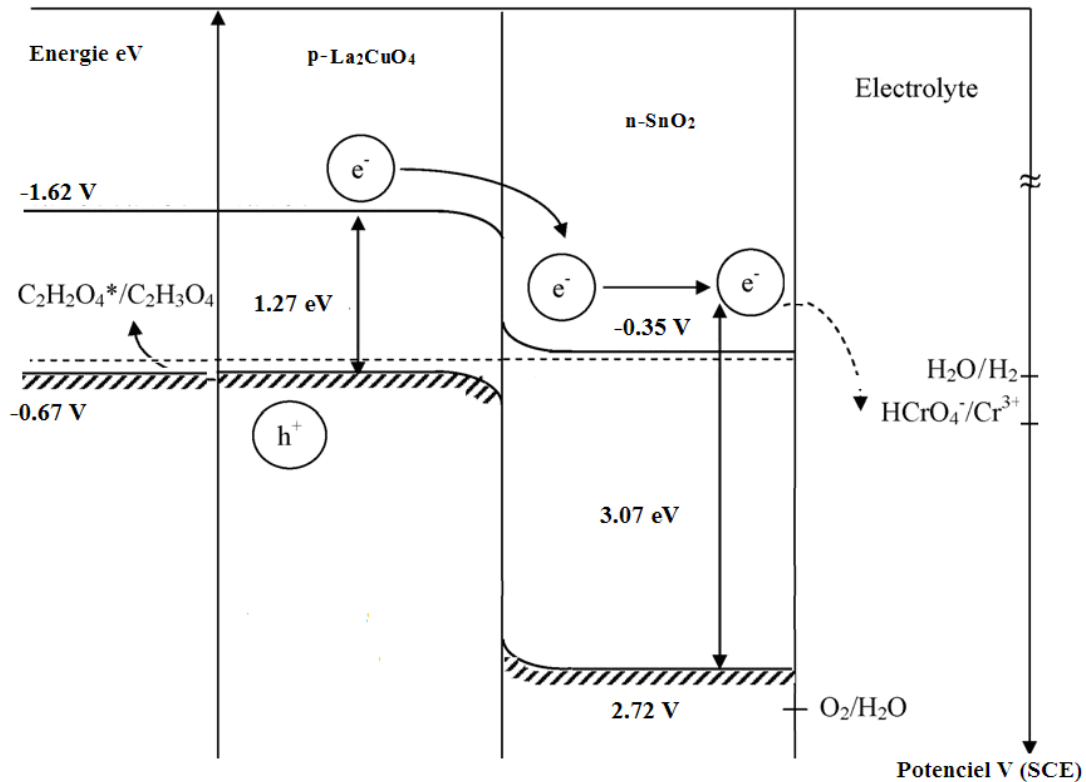 Energie eV
p-La₂CuO₄
n-SnO₂
Electrolyte
e⁻
-1.62 V
C₂H₂O₄*/C₂H₃O₄
1.27 eV
e⁻
e⁻
-0.35 V
H₂O/H₂
-0.67 V
HCrO₄⁻/Cr³⁺
h⁺
3.07 eV
2.72 V
O₂/H₂O
Potenciel V (SCE)